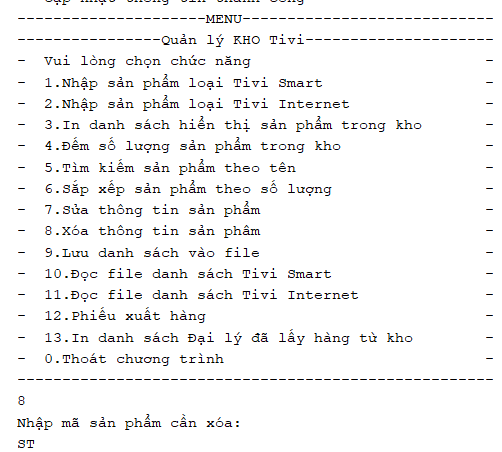 -----------------------MENU-----------------------------
-----------------Quản lý KHO Tivi-----------------------
- Vui lòng chọn chức năng -
- 1.Nhập sản phẩm loại Tivi Smart -
- 2.Nhập sản phẩm loại Tivi Internet -
- 3.In danh sách hiển thị sản phẩm trong kho -
- 4.Đếm số lượng sản phẩm trong kho -
- 5.Tìm kiếm sản phẩm theo tên -
- 6.Sắp xếp sản phẩm theo số lượng -
- 7.Sửa thông tin sản phẩm -
- 8.Xóa thông tin sản phâm -
- 9.Lưu danh sách vào file -
- 10.Đọc file danh sách Tivi Smart -
- 11.Đọc file danh sách Tivi Internet -
- 12.Phiếu xuất hàng -
- 13.In danh sách Đại lý đã lấy hàng từ kho -
- 0.Thoát chương trình -
-----------------------------------------------------
8
Nhập mã sản phẩm cần xóa:
ST